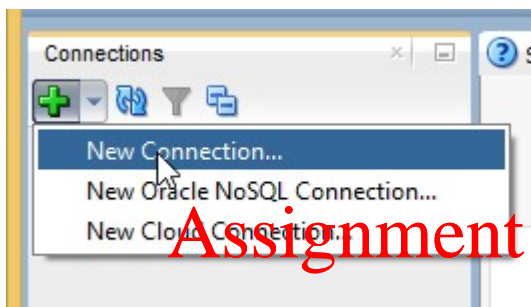 Connections
S
New Connection...
New Oracle NoSQL Connection...
New Cloud Connection...
Assignment